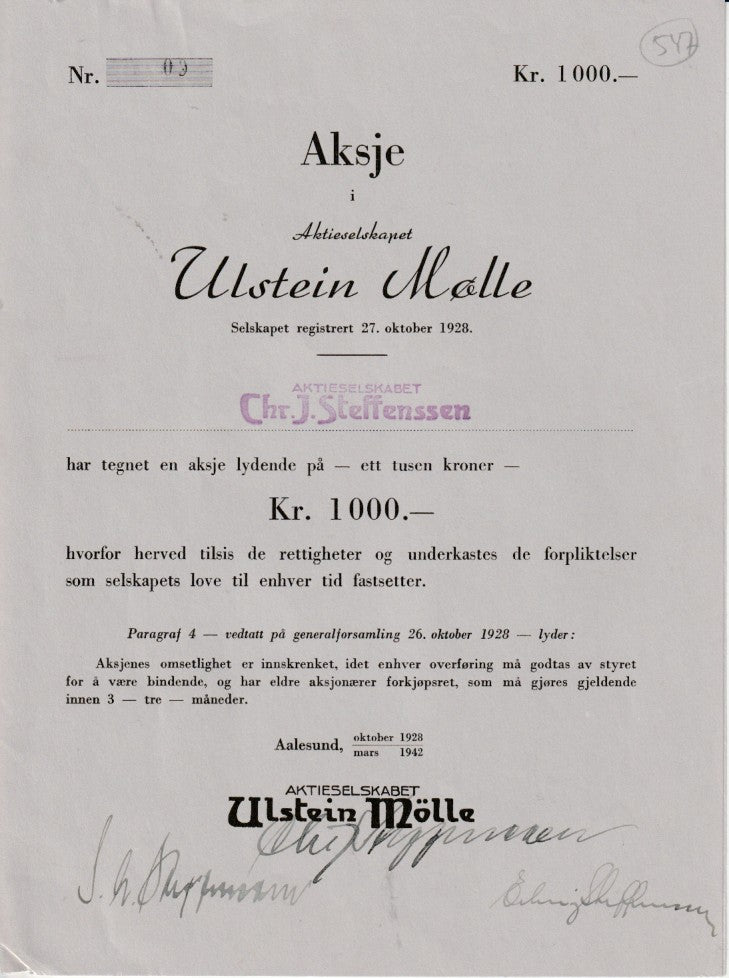 547
Nr. 09 Kr. 1000.—
Aksje
i
Aktieselskapet
Ulstein Mølle
Selskapet registrert 27. oktober 1928.
AKTIESELSKABET
Chr. J. Steffenssen
har tegnet en aksje lydende på — ett tusen kroner —
Kr. 1000.—
hvorfor herved tilsis de rettigheter og underkastes de forpliktelser
som selskapets love til enhver tid fastsetter.
Paragraf 4 — vedtatt på generalforsamling 26. oktober 1928 — lyder:
Aksjenes omsetlighet er innskrenket, idet enhver overføring må godtas av styret
for å være bindende, og har eldre aksjonærer forkjøpsret, som må gjøres gjeldende
innen 3 — tre — måneder.
Aalesund, oktober 1928
mars 1942
AKTIESELSKABET
Ulstein Mölle